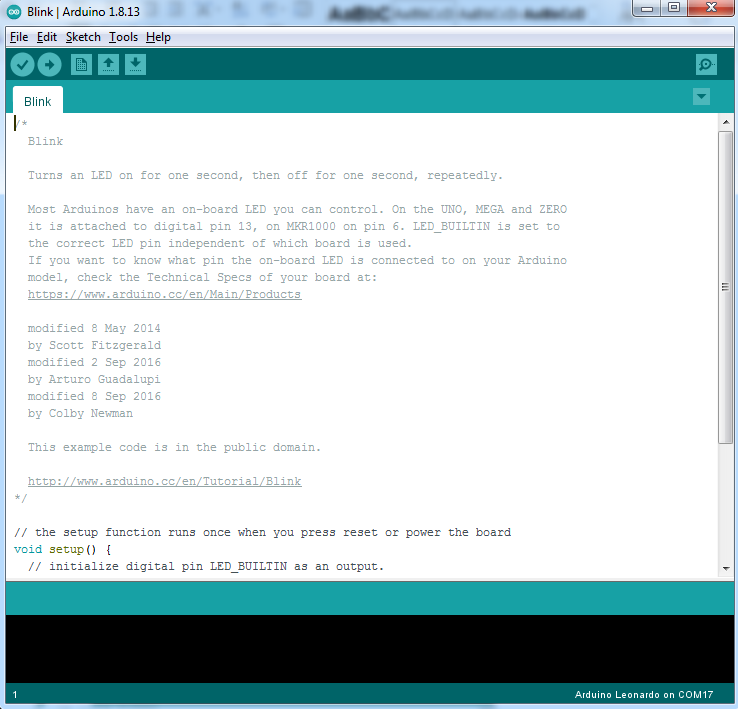 Blink | Arduino 1.8.13
File Edit Sketch Tools Help
Blink
/*
Blink
Turns an LED on for one second, then off for one second, repeatedly.
Most Arduinos have an on-board LED you can control. On the UNO, MEGA and ZERO
it is attached to digital pin 13, on MKR1000 on pin 6. LED_BUILTIN is set to
the correct LED pin independent of which board is used.
If you want to know what pin the on-board LED is connected to on your Arduino
model, check the Technical Specs of your board at:
https://www.arduino.cc/en/Main/Products
modified 8 May 2014
by Scott Fitzgerald
modified 2 Sep 2016
by Arturo Guadalupi
modified 8 Sep 2016
by Colby Newman
This example code is in the public domain.
http://www.arduino.cc/en/Tutorial/Blink
*/
// the setup function runs once when you press reset or power the board
void setup() {
// initialize digital pin LED_BUILTIN as an output.
1
Arduino Leonardo on COM17